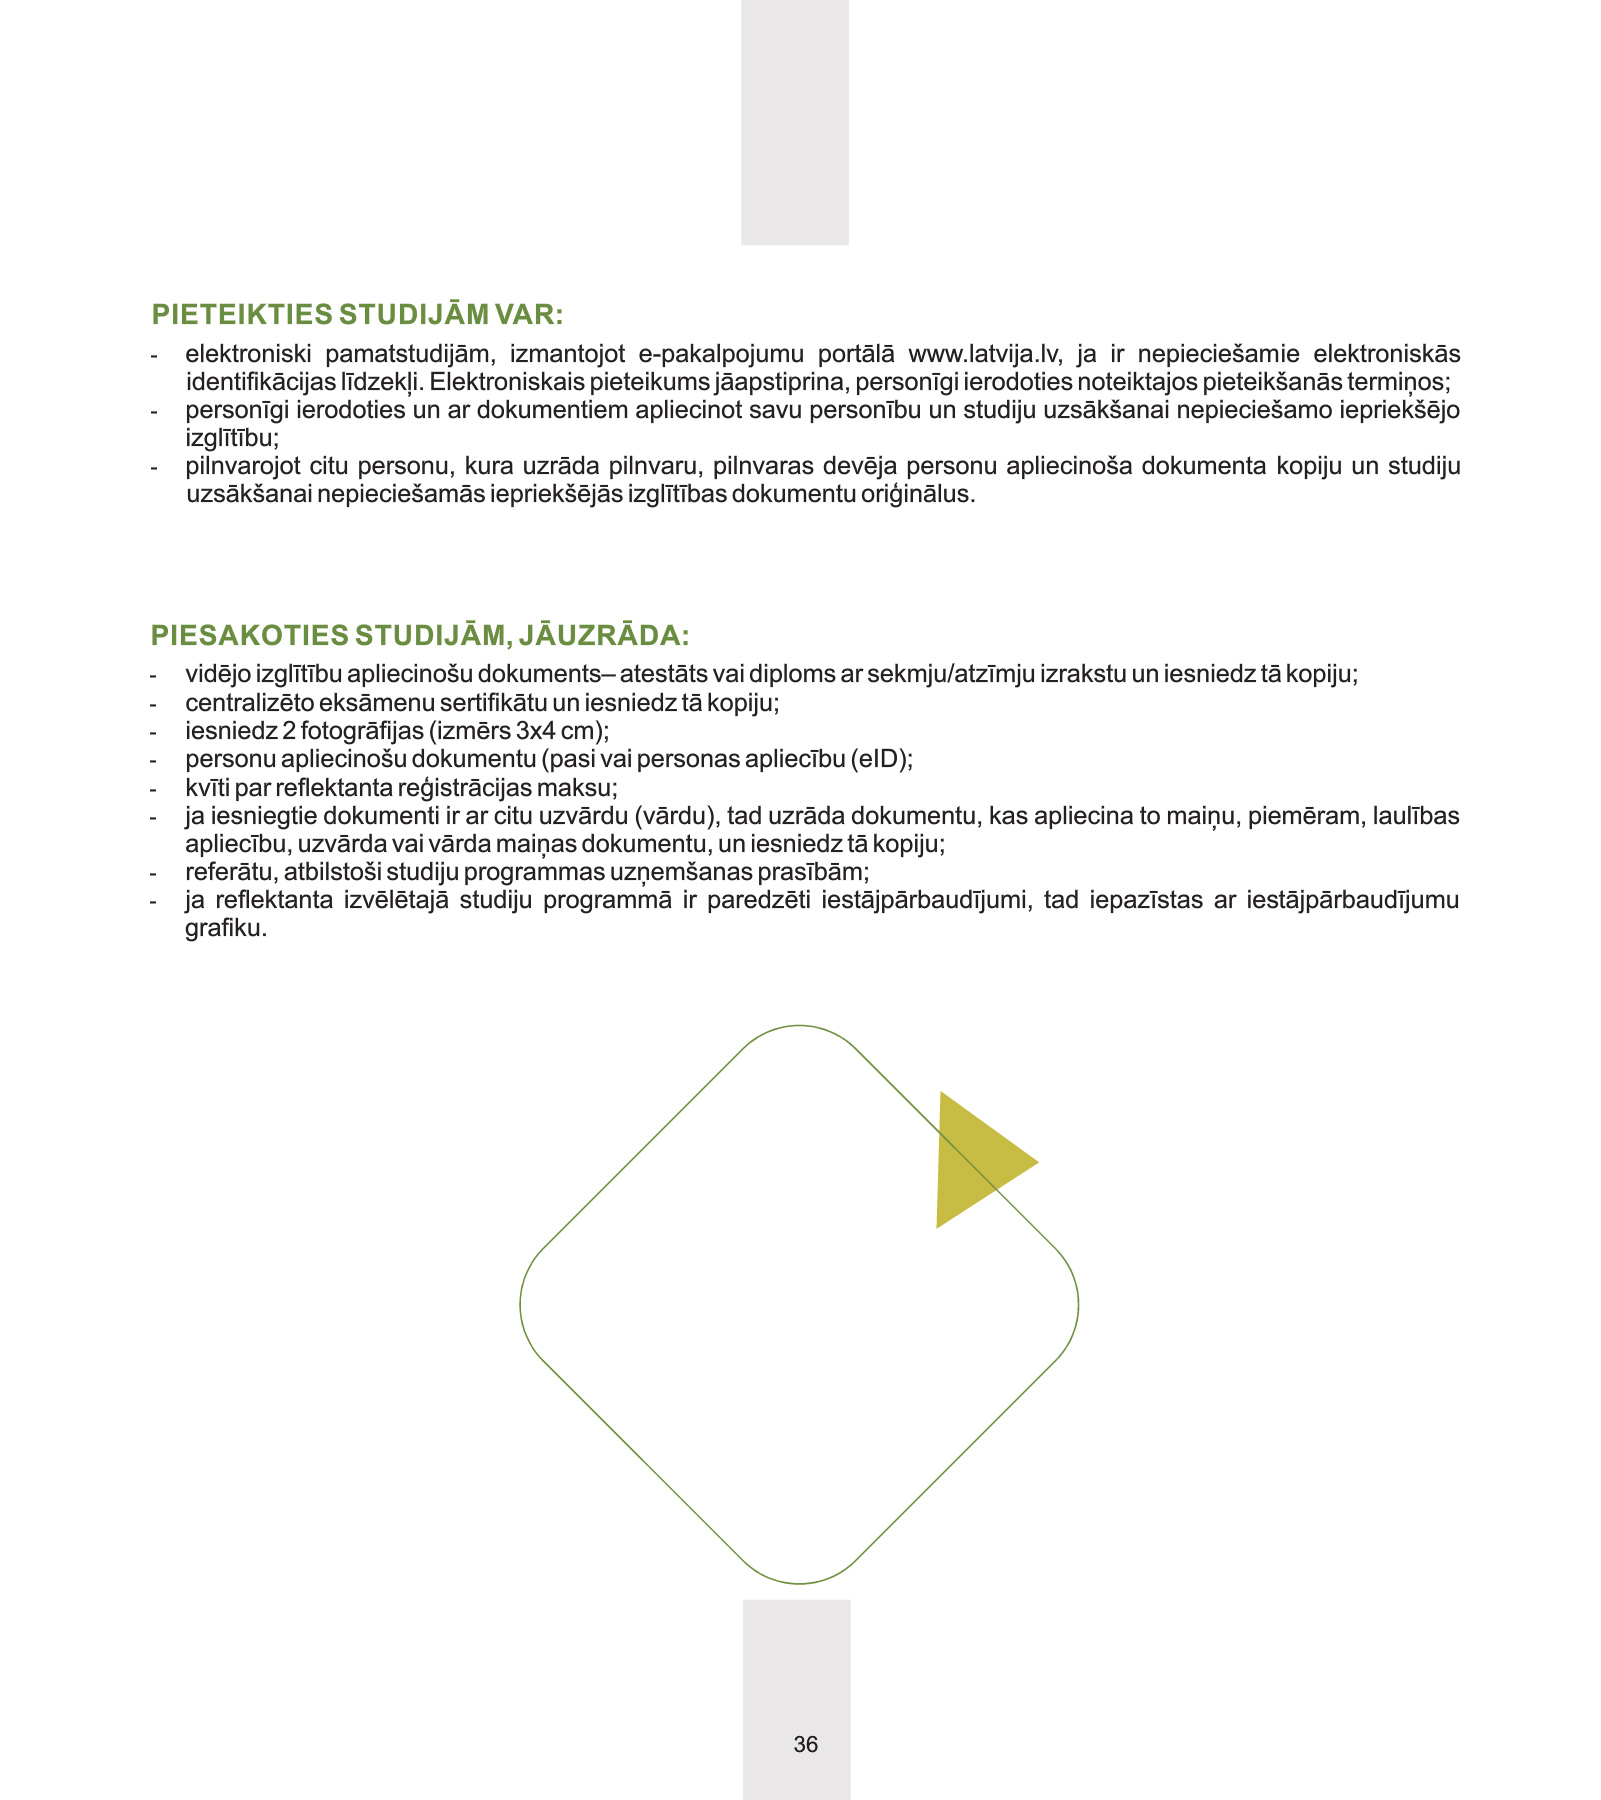 PIETEIKTIES STUDIJĀM VAR:
- elektroniski pamatstudijām, izmantojot e-pakalpojumu portālā www.latvija.lv, ja ir nepieciešamie elektroniskās
identifikācijas līdzekļi. Elektroniskais pieteikums jāapstiprina, personīgi ierodoties noteiktajos pieteikšanās termiņos;
- personīgi ierodoties un ar dokumentiem apliecinot savu personību un studiju uzsākšanai nepieciešamo iepriekšējo
izglītību;
- pilnvarojot citu personu, kura uzrāda pilnvaru, pilnvaras devēja personu apliecinoša dokumenta kopiju un studiju
uzsākšanai nepieciešamās iepriekšējās izglītības dokumentu oriģinālus.
PIESAKOTIES STUDIJĀM, JĀUZRĀDA:
- vidējo izglītību apliecinošu dokuments– atestāts vai diploms ar sekmju/atzīmju izrakstu un iesniedz tā kopiju;
- centralizēto eksāmenu sertifikātu un iesniedz tā kopiju;
- iesniedz 2 fotogrāfijas (izmērs 3x4 cm);
- personu apliecinošu dokumentu (pasi vai personas apliecību (eID);
- kvīti par reflektanta reģistrācijas maksu;
- ja iesniegtie dokumenti ir ar citu uzvārdu (vārdu), tad uzrāda dokumentu, kas apliecina to maiņu, piemēram, laulības
apliecību, uzvārda vai vārda maiņas dokumentu, un iesniedz tā kopiju;
- referātu, atbilstoši studiju programmas uzņemšanas prasībām;
- ja reflektanta izvēlētajā studiju programmā ir paredzēti iestājpārbaudījumi, tad iepazīstas ar iestājpārbaudījumu
grafiku.
36